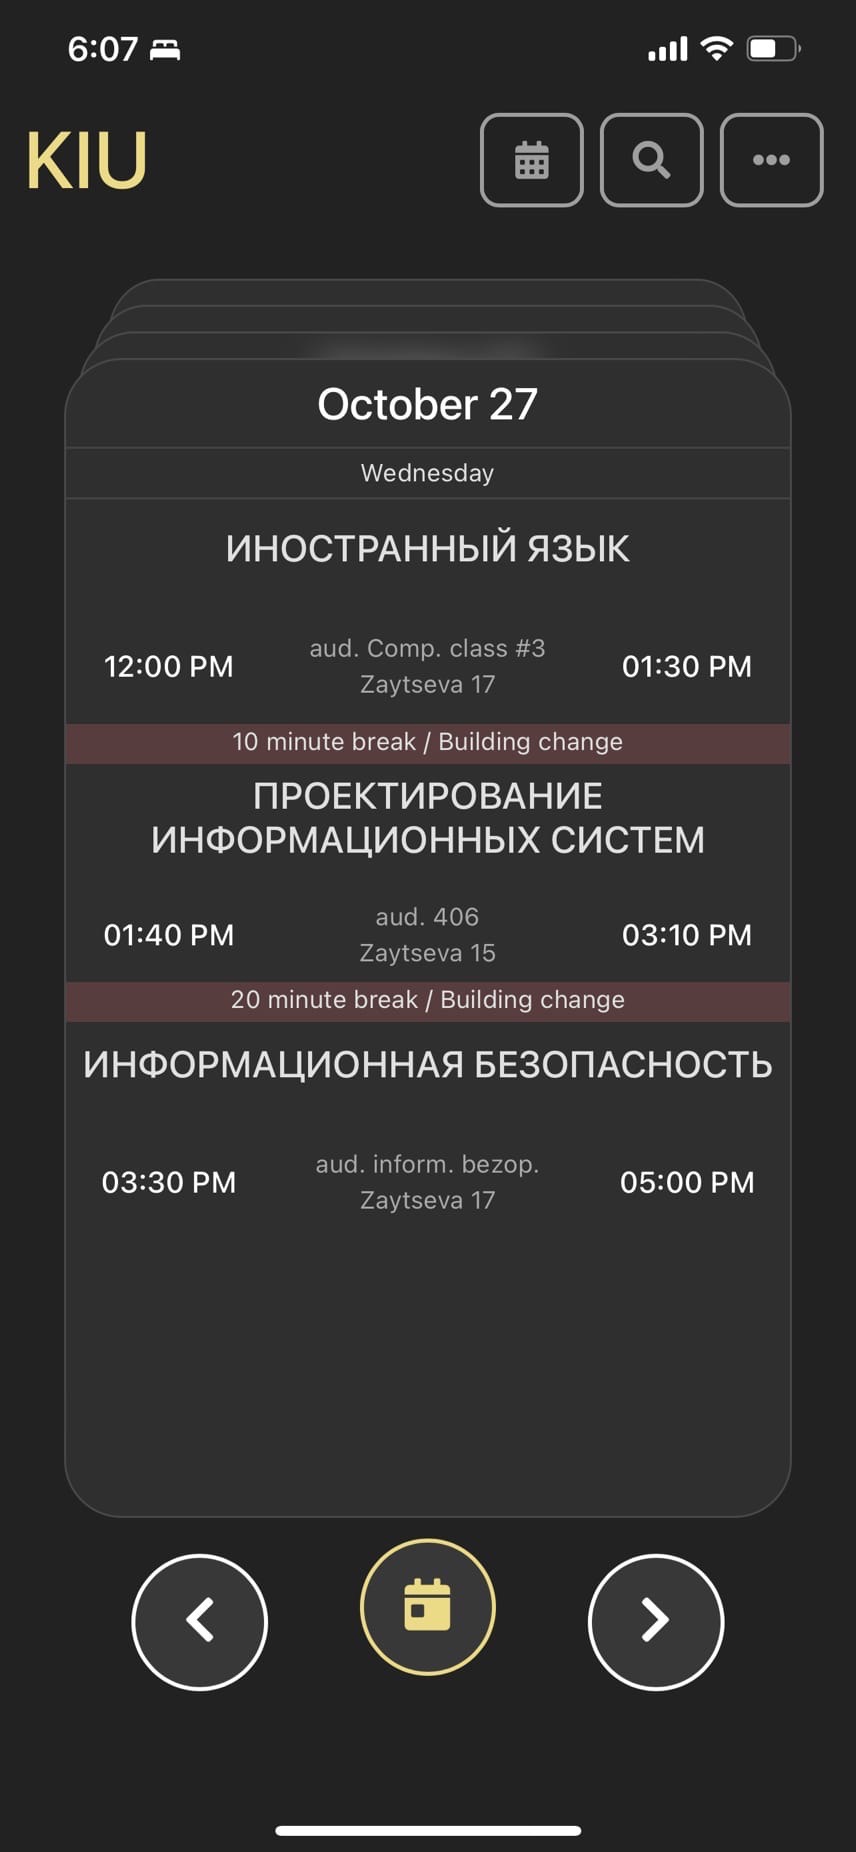 6:07
KIU
October 27
Wednesday
ИНОСТРАННЫЙ ЯЗЫК
12:00 PM
aud. Comp. class #3
Zaytseva 17
01:30 PM
10 minute break / Building change
ПРОЕКТИРОВАНИЕ
ИНФОРМАЦИОННЫХ СИСТЕМ
01:40 PM
aud. 406
Zaytseva 15
03:10 PM
20 minute break / Building change
ИНФОРМАЦИОННАЯ БЕЗОПАСНОСТЬ
03:30 PM
aud. inform. bezop.
Zaytseva 17
05:00 PM